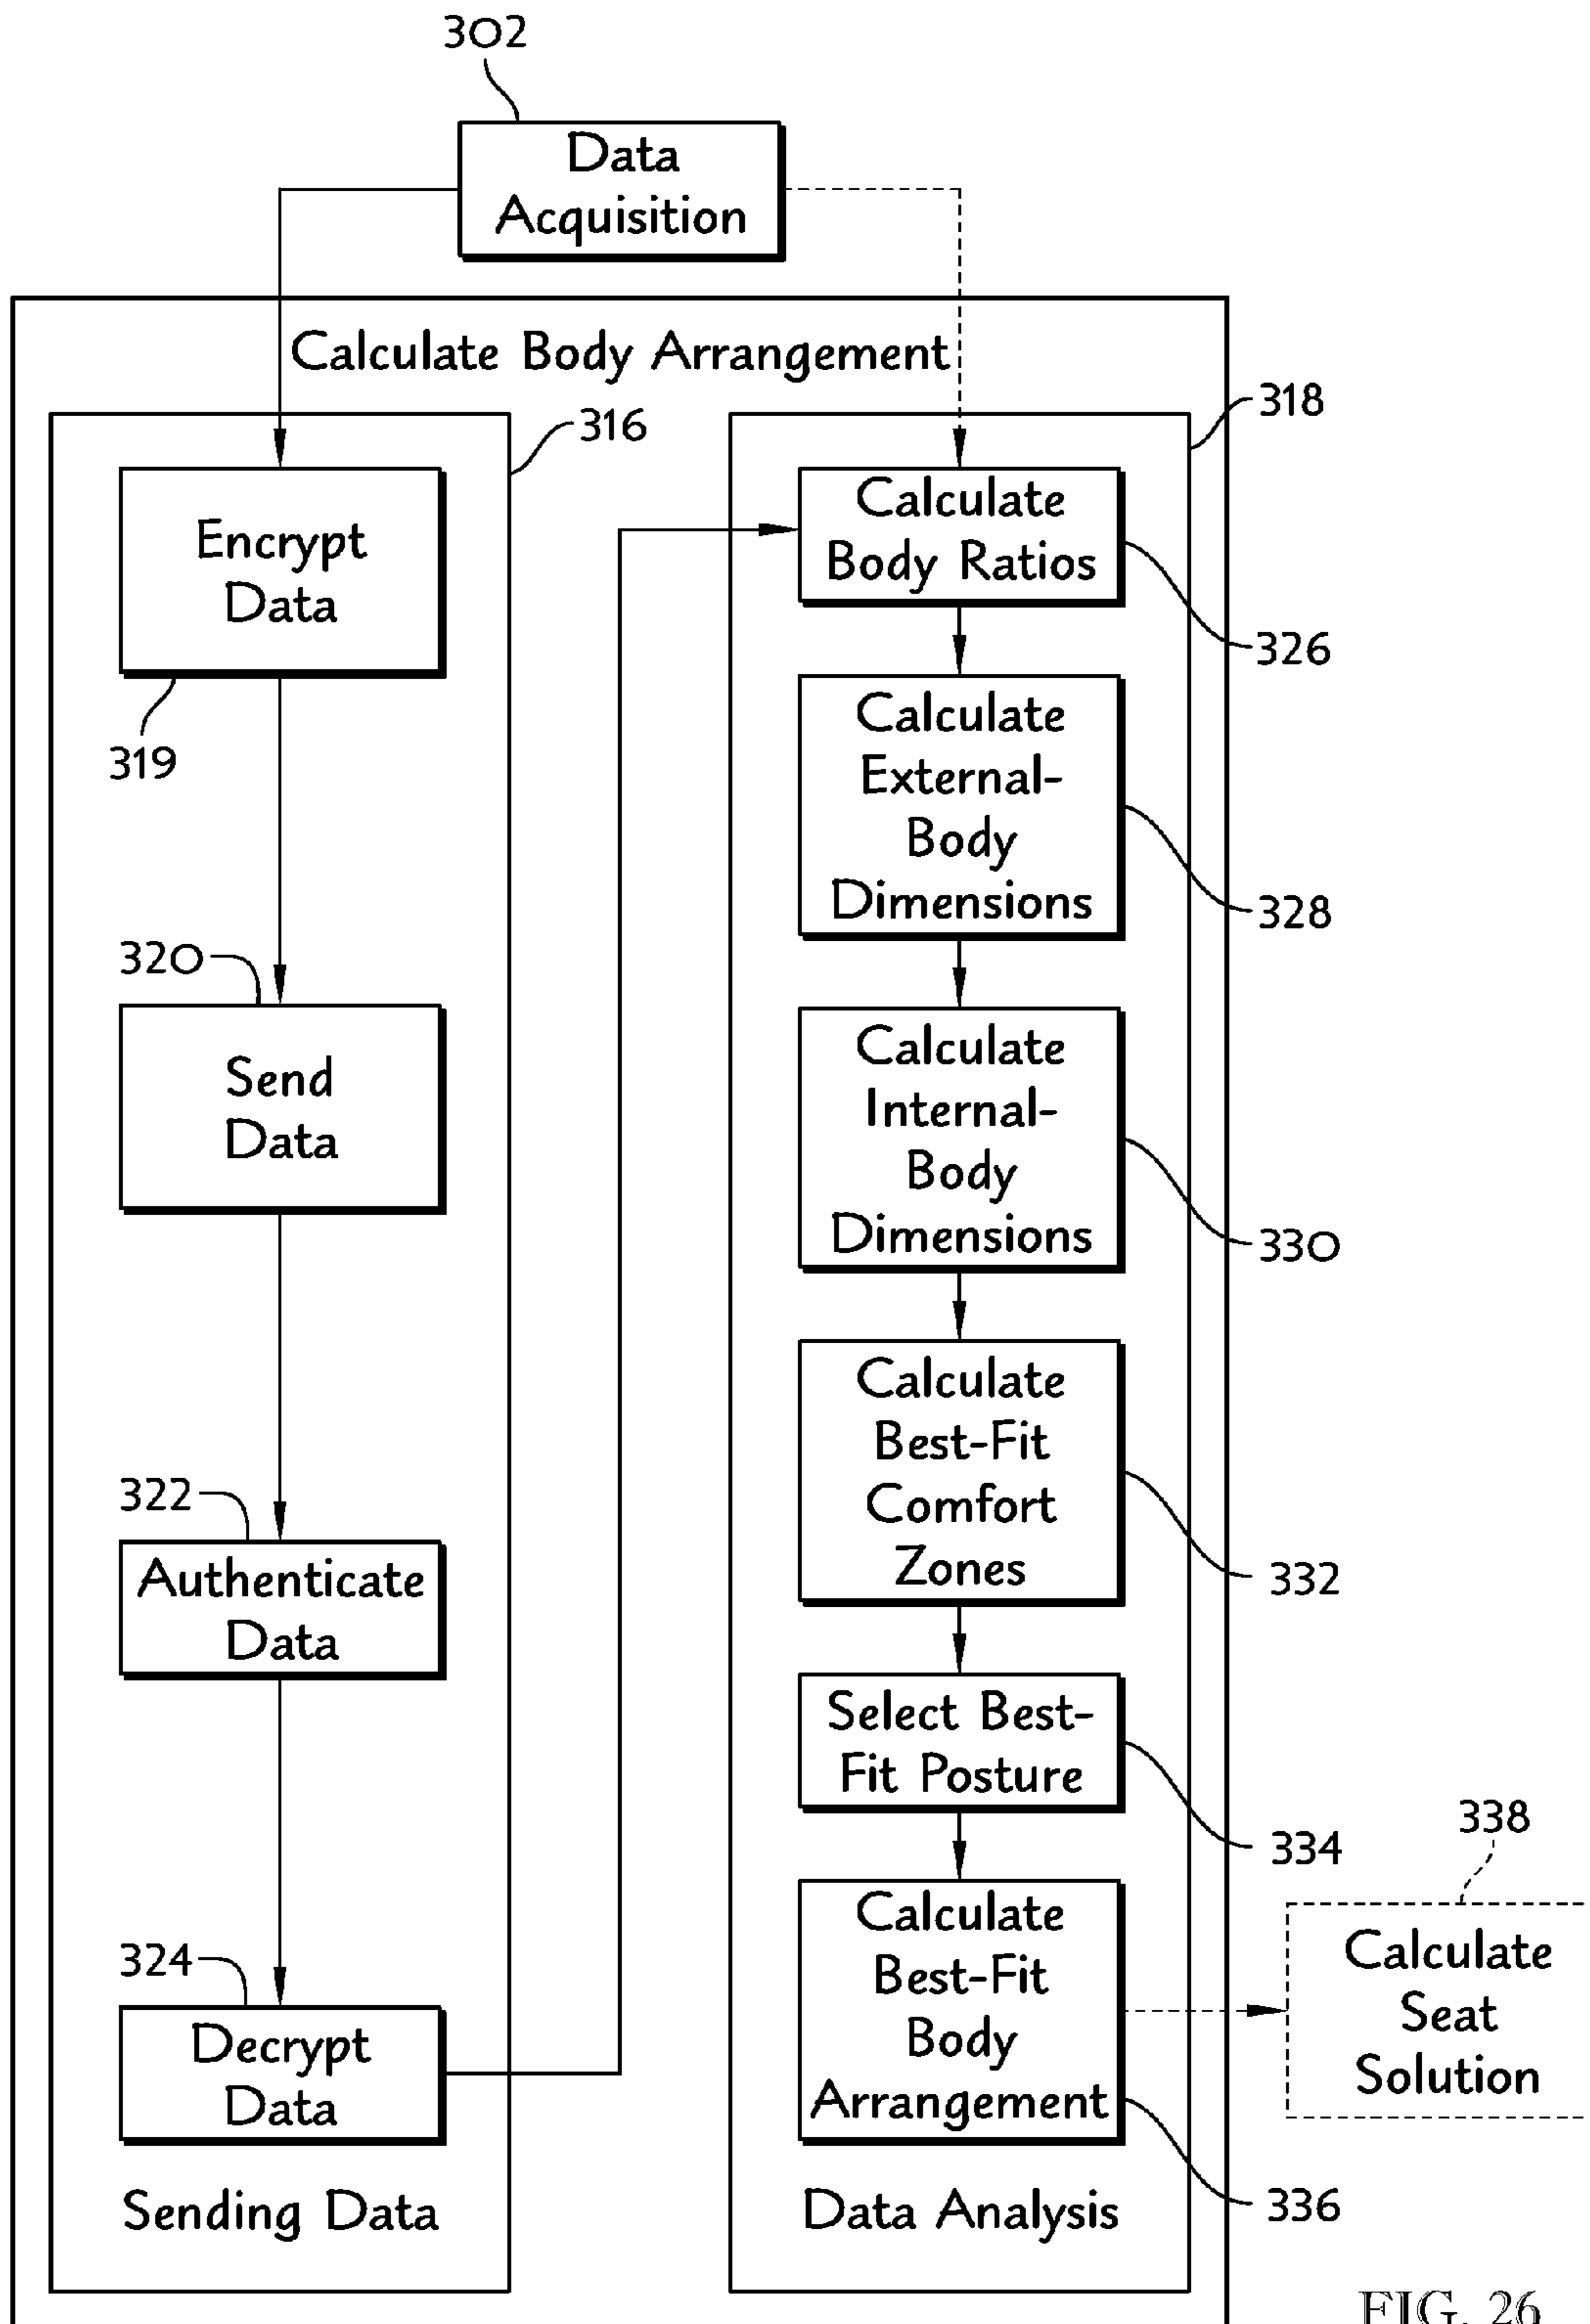 302
Data
Acquisition
Calculate Body Arrangement
316
318
Encrypt
Data
319
320
Send
Data
322
Authenticate
Data
324
Decrypt
Data
Sending Data
Calculate
Body Ratios
326
Calculate
External-
Body
Dimensions
328
Calculate
Internal-
Body
Dimensions
330
Calculate
Best-Fit
Comfort
Zones
332
Select Best-
Fit Posture
334
Calculate
Best-Fit
Body
Arrangement
336
Data Analysis
338
Calculate
Seat
Solution
FIG. 26